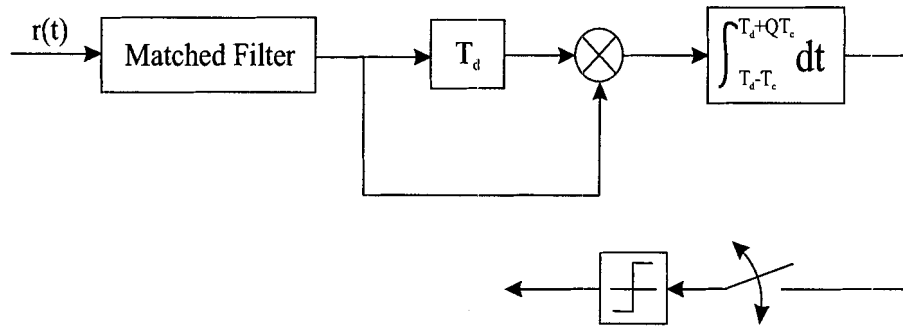 r(t)
Matched Filter
T_d
∫_{T_d-T_c}^{T_d+QT_c} dt